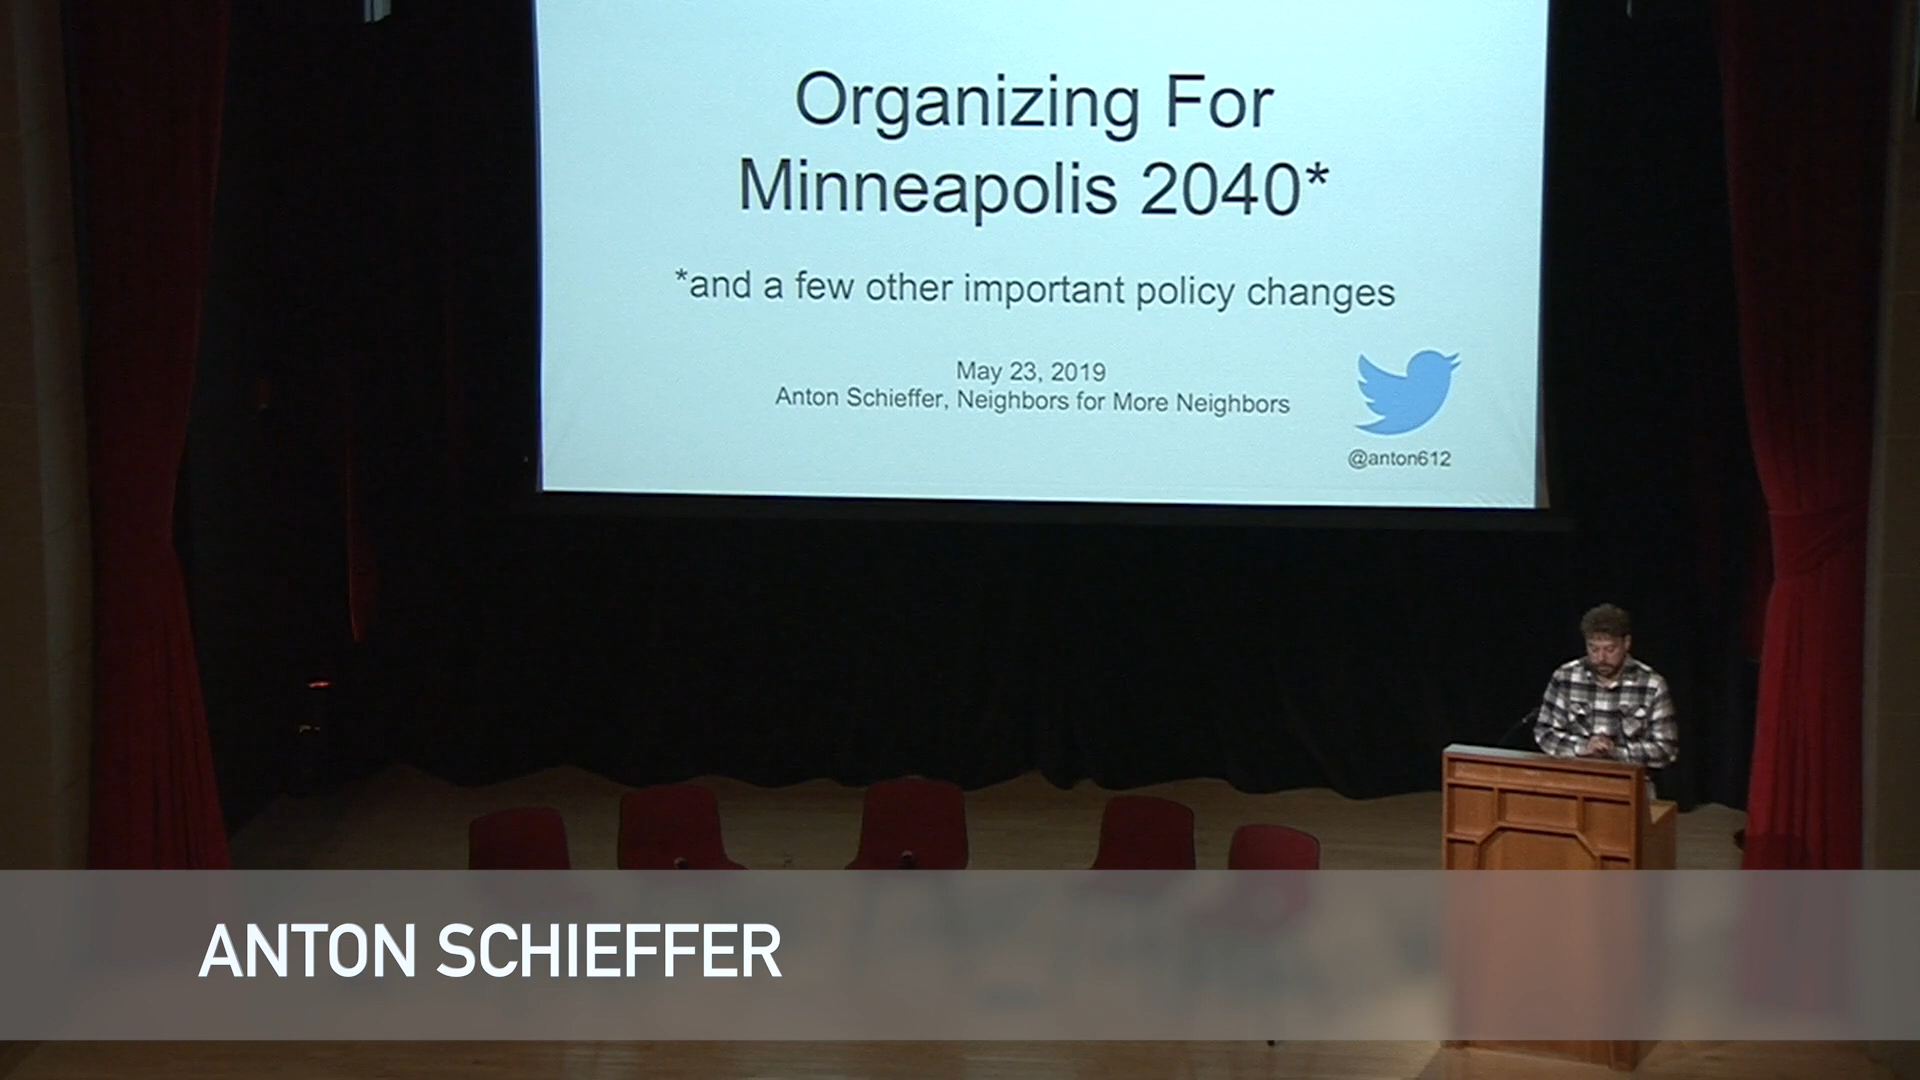 Organizing For
Minneapolis 2040*
*and a few other important policy changes
May 23, 2019
Anton Schieffer, Neighbors for More Neighbors
@anton612
ANTON SCHIEFFER